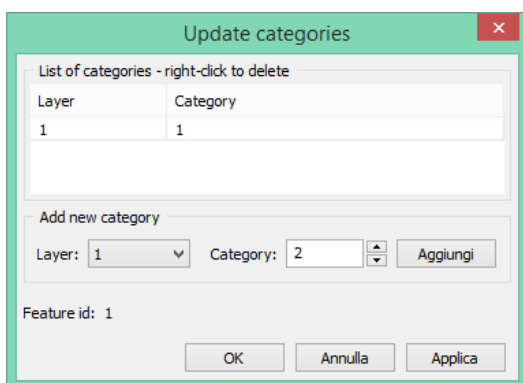 Update categories
List of categories - right-click to delete
Layer Category
1 1
Add new category
Layer: 1 Category: 2 Aggiungi
Feature id: 1
OK Annulla Applica